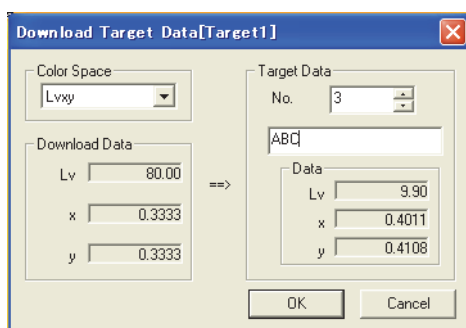 Download Target Data[Target1]
Color Space
Lvxy
Download Data
Lv 80.00
x 0.3333
y 0.3333
==>
Target Data
No. 3
ABC
Data
Lv 9.90
x 0.4011
y 0.4108
OK Cancel